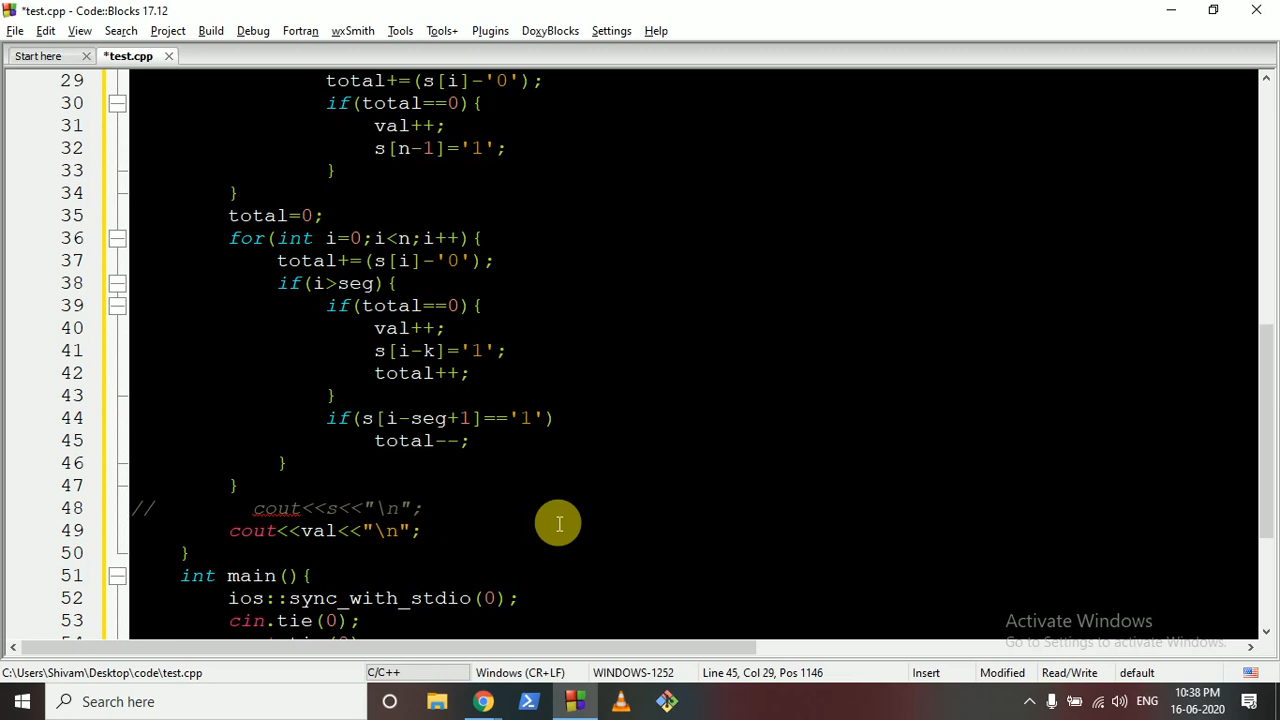 *test.cpp - Code::Blocks 17.12
File Edit View Search Project Build Debug Fortran wxSmith Tools Tools+ Plugins DoxyBlocks Settings Help
Start here *test.cpp
29 total+=(s[i]-'0');
30 if(total==0){
31 val++;
32 s[n-1]='1';
33 }
34 }
35 total=0;
36 for(int i=0;i<n;i++){
37 total+=(s[i]-'0');
38 if(i>seg){
39 if(total==0){
40 val++;
41 s[i-k]='1';
42 total++;
43 }
44 if(s[i-seg+1]=='1')
45 total--;
46 }
47 }
48 // cout<<s<<"\n";
49 cout<<val<<"\n";
50 }
51 int main(){
52 ios::sync_with_stdio(0);
53 cin.tie(0);
Activate Windows
Go to Settings to activate Windows.
C:\Users\Shivam\Desktop\code\test.cpp C/C++ Windows (CR+LF) WINDOWS-1252 Line 45, Col 29, Pos 1146 Insert Modified Read/Write default
Search here ENG 10:38 PM
16-06-2020